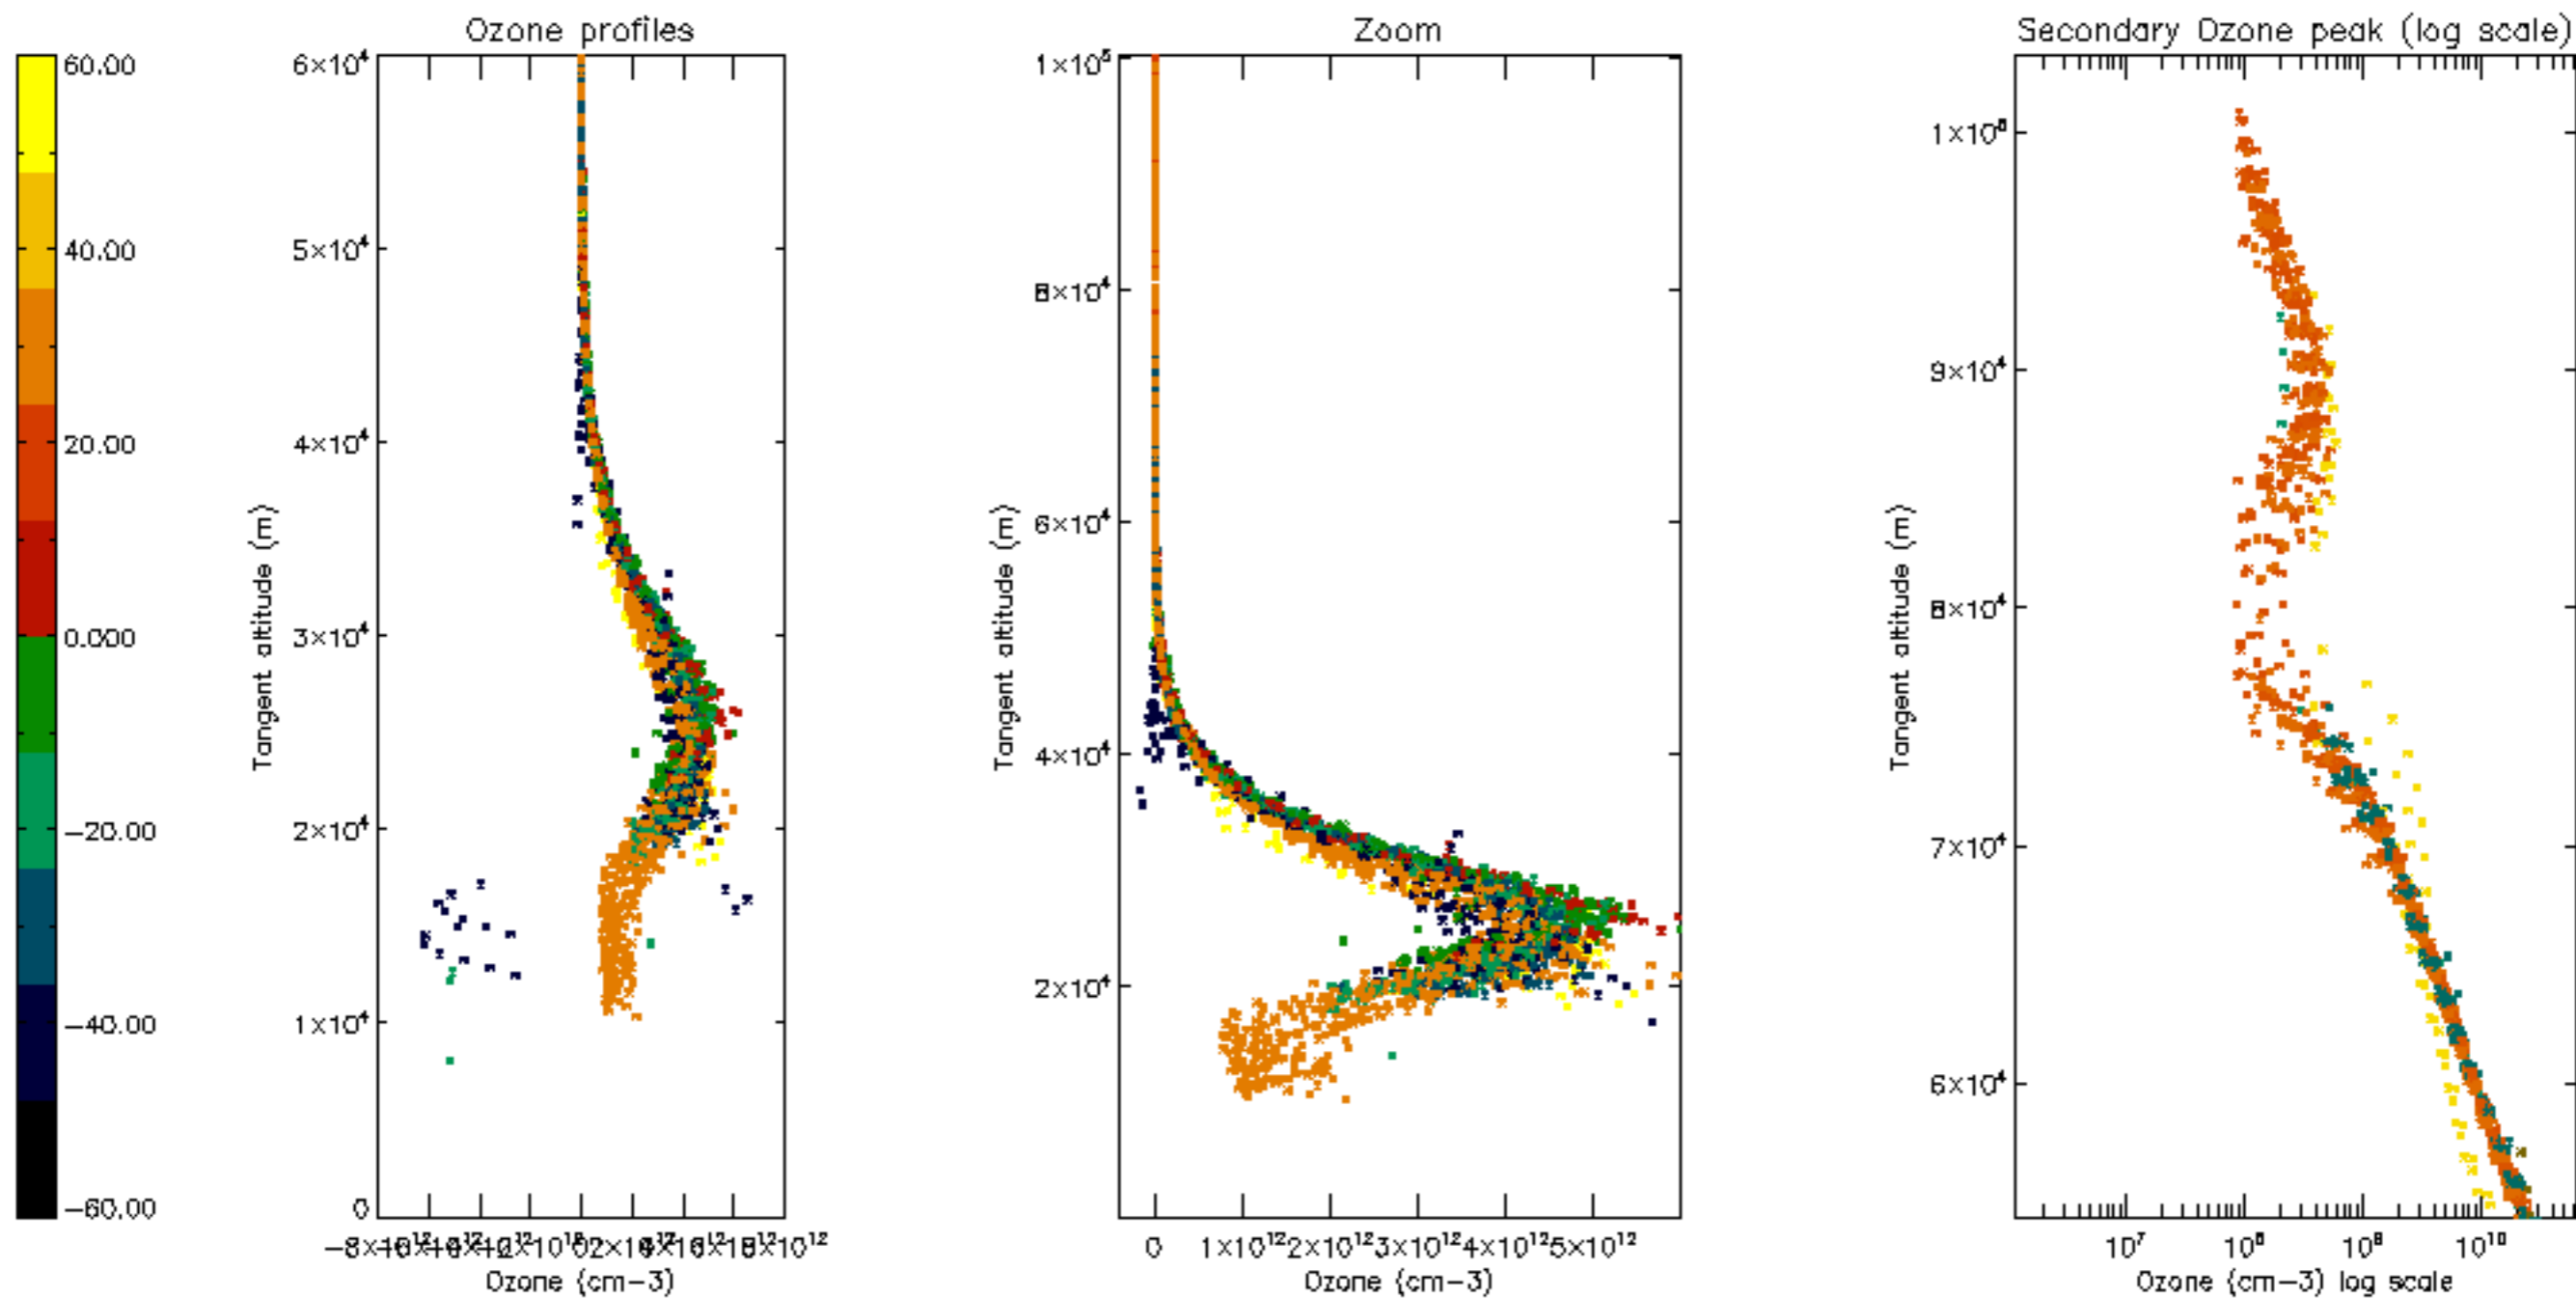 Ozone profiles
Zoom
Secondary Ozone peak (log scale)
60.00
40.00
20.00
0.000
−20.00
−40.00
−60.00
Tangent altitude (m)
6×10⁴
5×10⁴
4×10⁴
3×10⁴
2×10⁴
1×10⁴
0
Ozone (cm−3)
Tangent altitude (m)
1×10⁵
8×10⁴
6×10⁴
4×10⁴
2×10⁴
0 1×10¹² 2×10¹² 3×10¹² 4×10¹² 5×10¹²
Ozone (cm−3)
Tangent altitude (m)
1×10⁵
9×10⁴
8×10⁴
7×10⁴
6×10⁴
10⁷ 10⁸ 10⁹ 10¹⁰
Ozone (cm−3) log scale